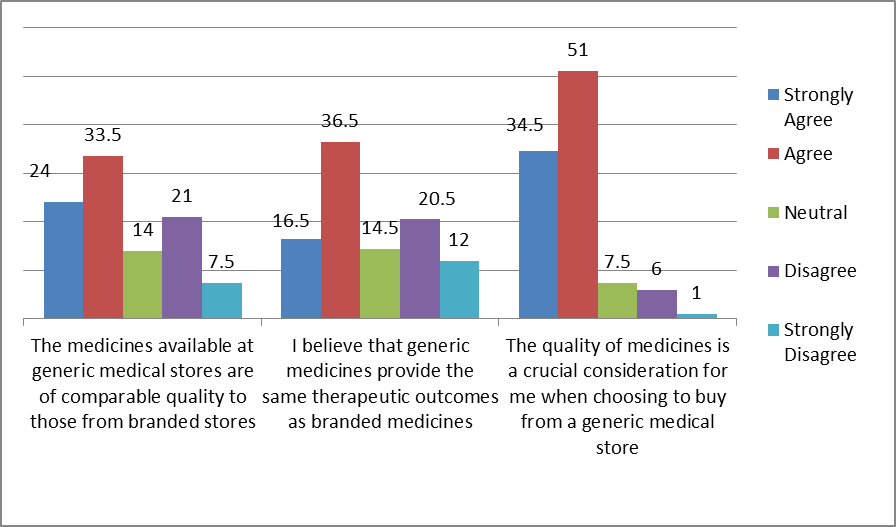 51
34.5
36.5
33.5
24
21
20.5
16.5
14
14.5
12
7.5
7.5
6
1
The medicines available at
generic medical stores are
of comparable quality to
those from branded stores
I believe that generic
medicines provide the
same therapeutic outcomes
as branded medicines
The quality of medicines is
a crucial consideration for
me when choosing to buy
from a generic medical
store
Strongly
Agree
Agree
Neutral
Disagree
Strongly
Disagree